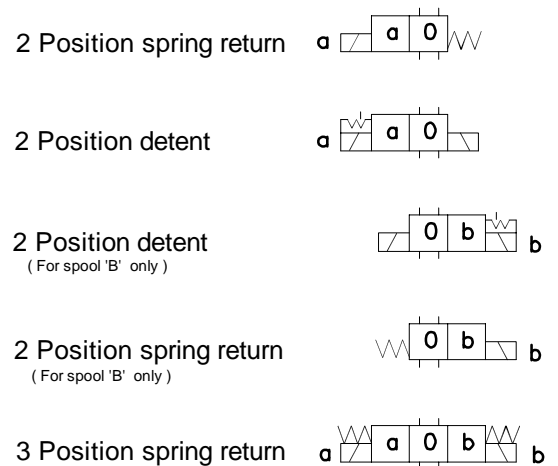 2 Position spring return a a 0
2 Position detent a a 0
2 Position detent 0 b b
( For spool 'B' only )
2 Position spring return 0 b b
( For spool 'B' only )
3 Position spring return a a 0 b b